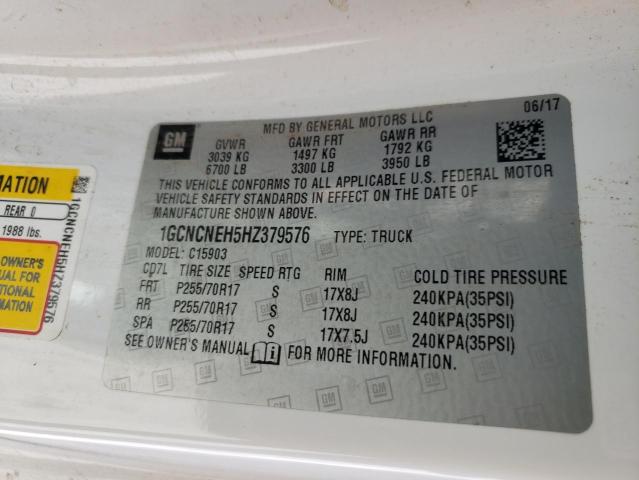 MATION
REAR 0
1988 lbs.
OWNER'S
NUAL FOR
ITIONAL
RMATION
1GCNCNEH5HZ379576
GM
MFD BY GENERAL MOTORS LLC
06/17
GVWR GAWR FRT GAWR RR
3039 KG 1497 KG 1792 KG
6700 LB 3300 LB 3950 LB
THIS VEHICLE CONFORMS TO ALL APPLICABLE U.S. FEDERAL MOTOR
VEHICLE SAFETY STANDARDS IN EFFECT ON THE DATE OF
MANUFACTURE SHOWN ABOVE.
1GCNCNEH5HZ379576 TYPE: TRUCK
MODEL: C15903
CD7L TIRE SIZE SPEED RTG RIM COLD TIRE PRESSURE
FRT P255/70R17 S 17X8J 240KPA(35PSI)
RR P255/70R17 S 17X8J 240KPA(35PSI)
SPA P255/70R17 S 17X7.5J 240KPA(35PSI)
SEE OWNER'S MANUAL FOR MORE INFORMATION.